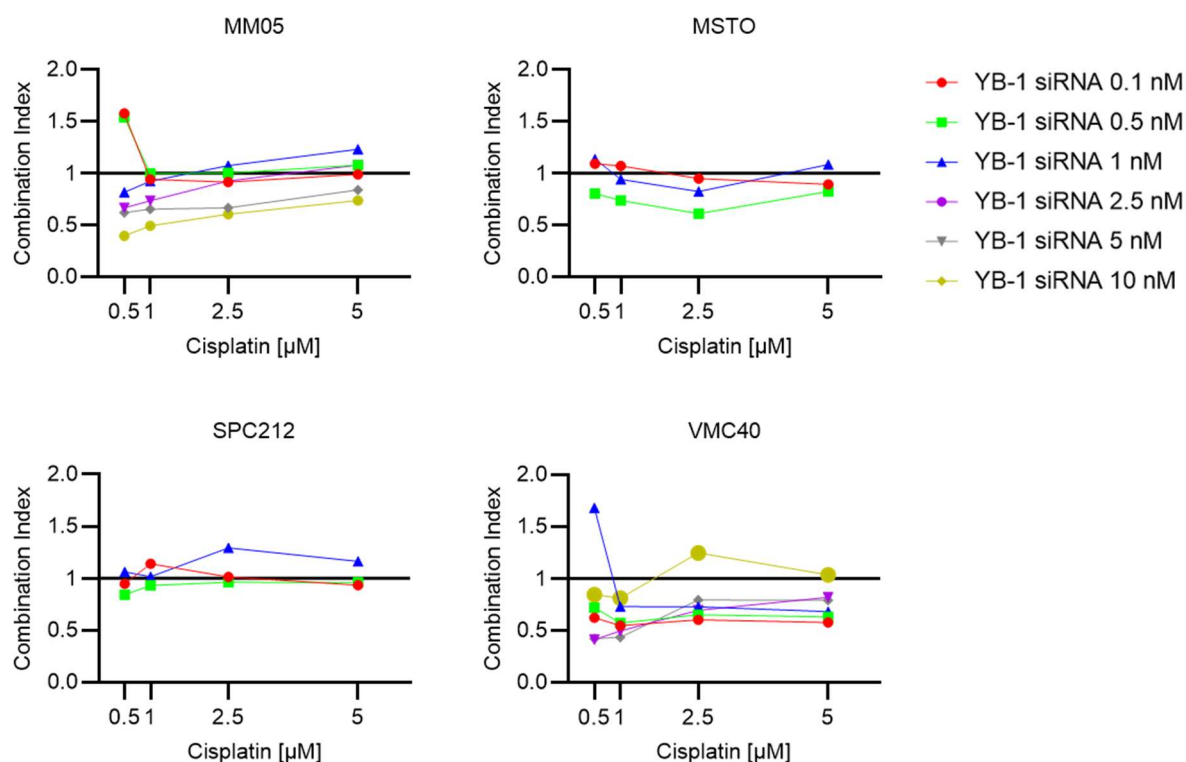 MM05
2.0
1.5
1
0.5
0.0
Combination Index
0.5 1 2.5 5
Cisplatin [µM]
MSTO
2.0
1.5
1
0.5
0.0
Combination Index
0.5 1 2.5 5
Cisplatin [µM]
YB-1 siRNA 0.1 nM
YB-1 siRNA 0.5 nM
YB-1 siRNA 1 nM
YB-1 siRNA 2.5 nM
YB-1 siRNA 5 nM
YB-1 siRNA 10 nM
SPC212
2.0
1.5
1
0.5
0.0
Combination Index
0.5 1 2.5 5
Cisplatin [µM]
VMC40
2.0
1.5
1
0.5
0.0
Combination Index
0.5 1 2.5 5
Cisplatin [µM]